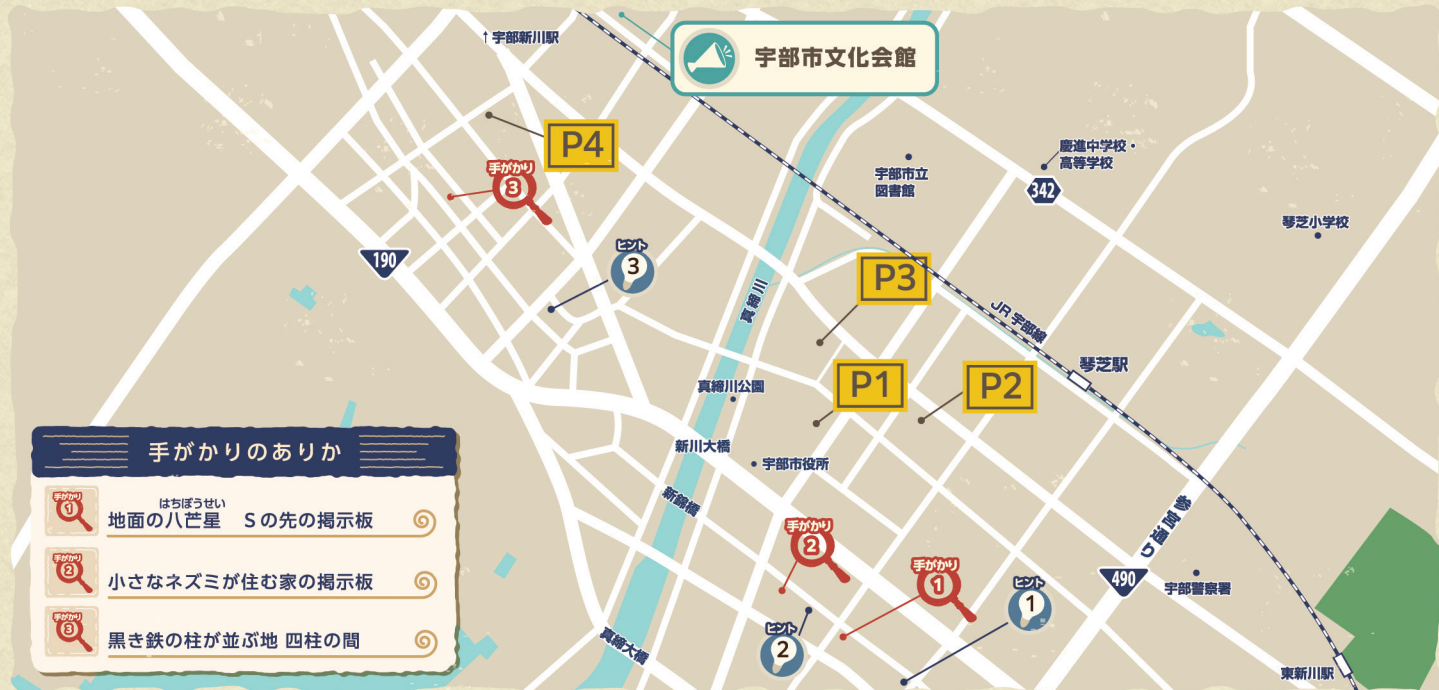 ↑宇部新川駅
宇部市文化会館
P4
手がかり
3
慶進中学校・
高等学校
宇部市立
図書館
342
琴芝小学校
190
ヒント
3
真締川
P3
JR宇部線
琴芝駅
真締川公園
P1
P2
新川大橋
宇部市役所
新錦橋
参宮通り
手がかり
2
手がかり
1
ヒント
1
490
宇部警察署
ヒント
2
真締大橋
東新川駅
手がかりのありか
手がかり
1
はちぼうせい
地面の八芒星 Sの先の掲示板
手がかり
2
小さなネズミが住む家の掲示板
手がかり
3
黒き鉄の柱が並ぶ地 四柱の間